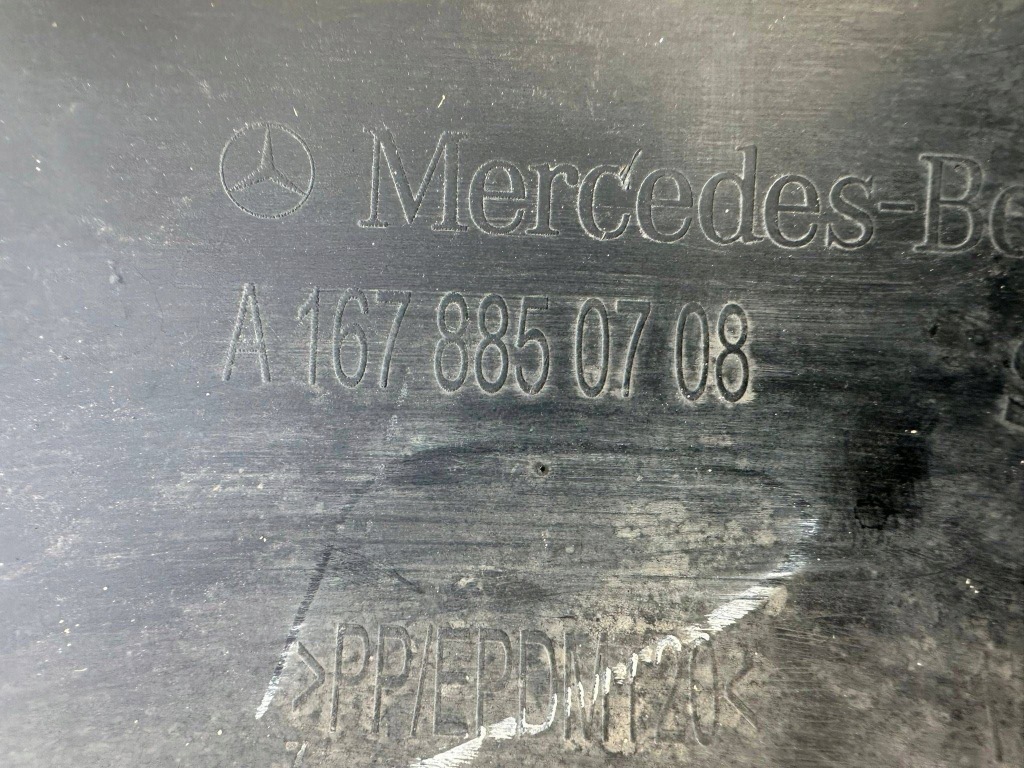 Mercedes-Be
A 167 885 07 08
>PP/EPDM T20<